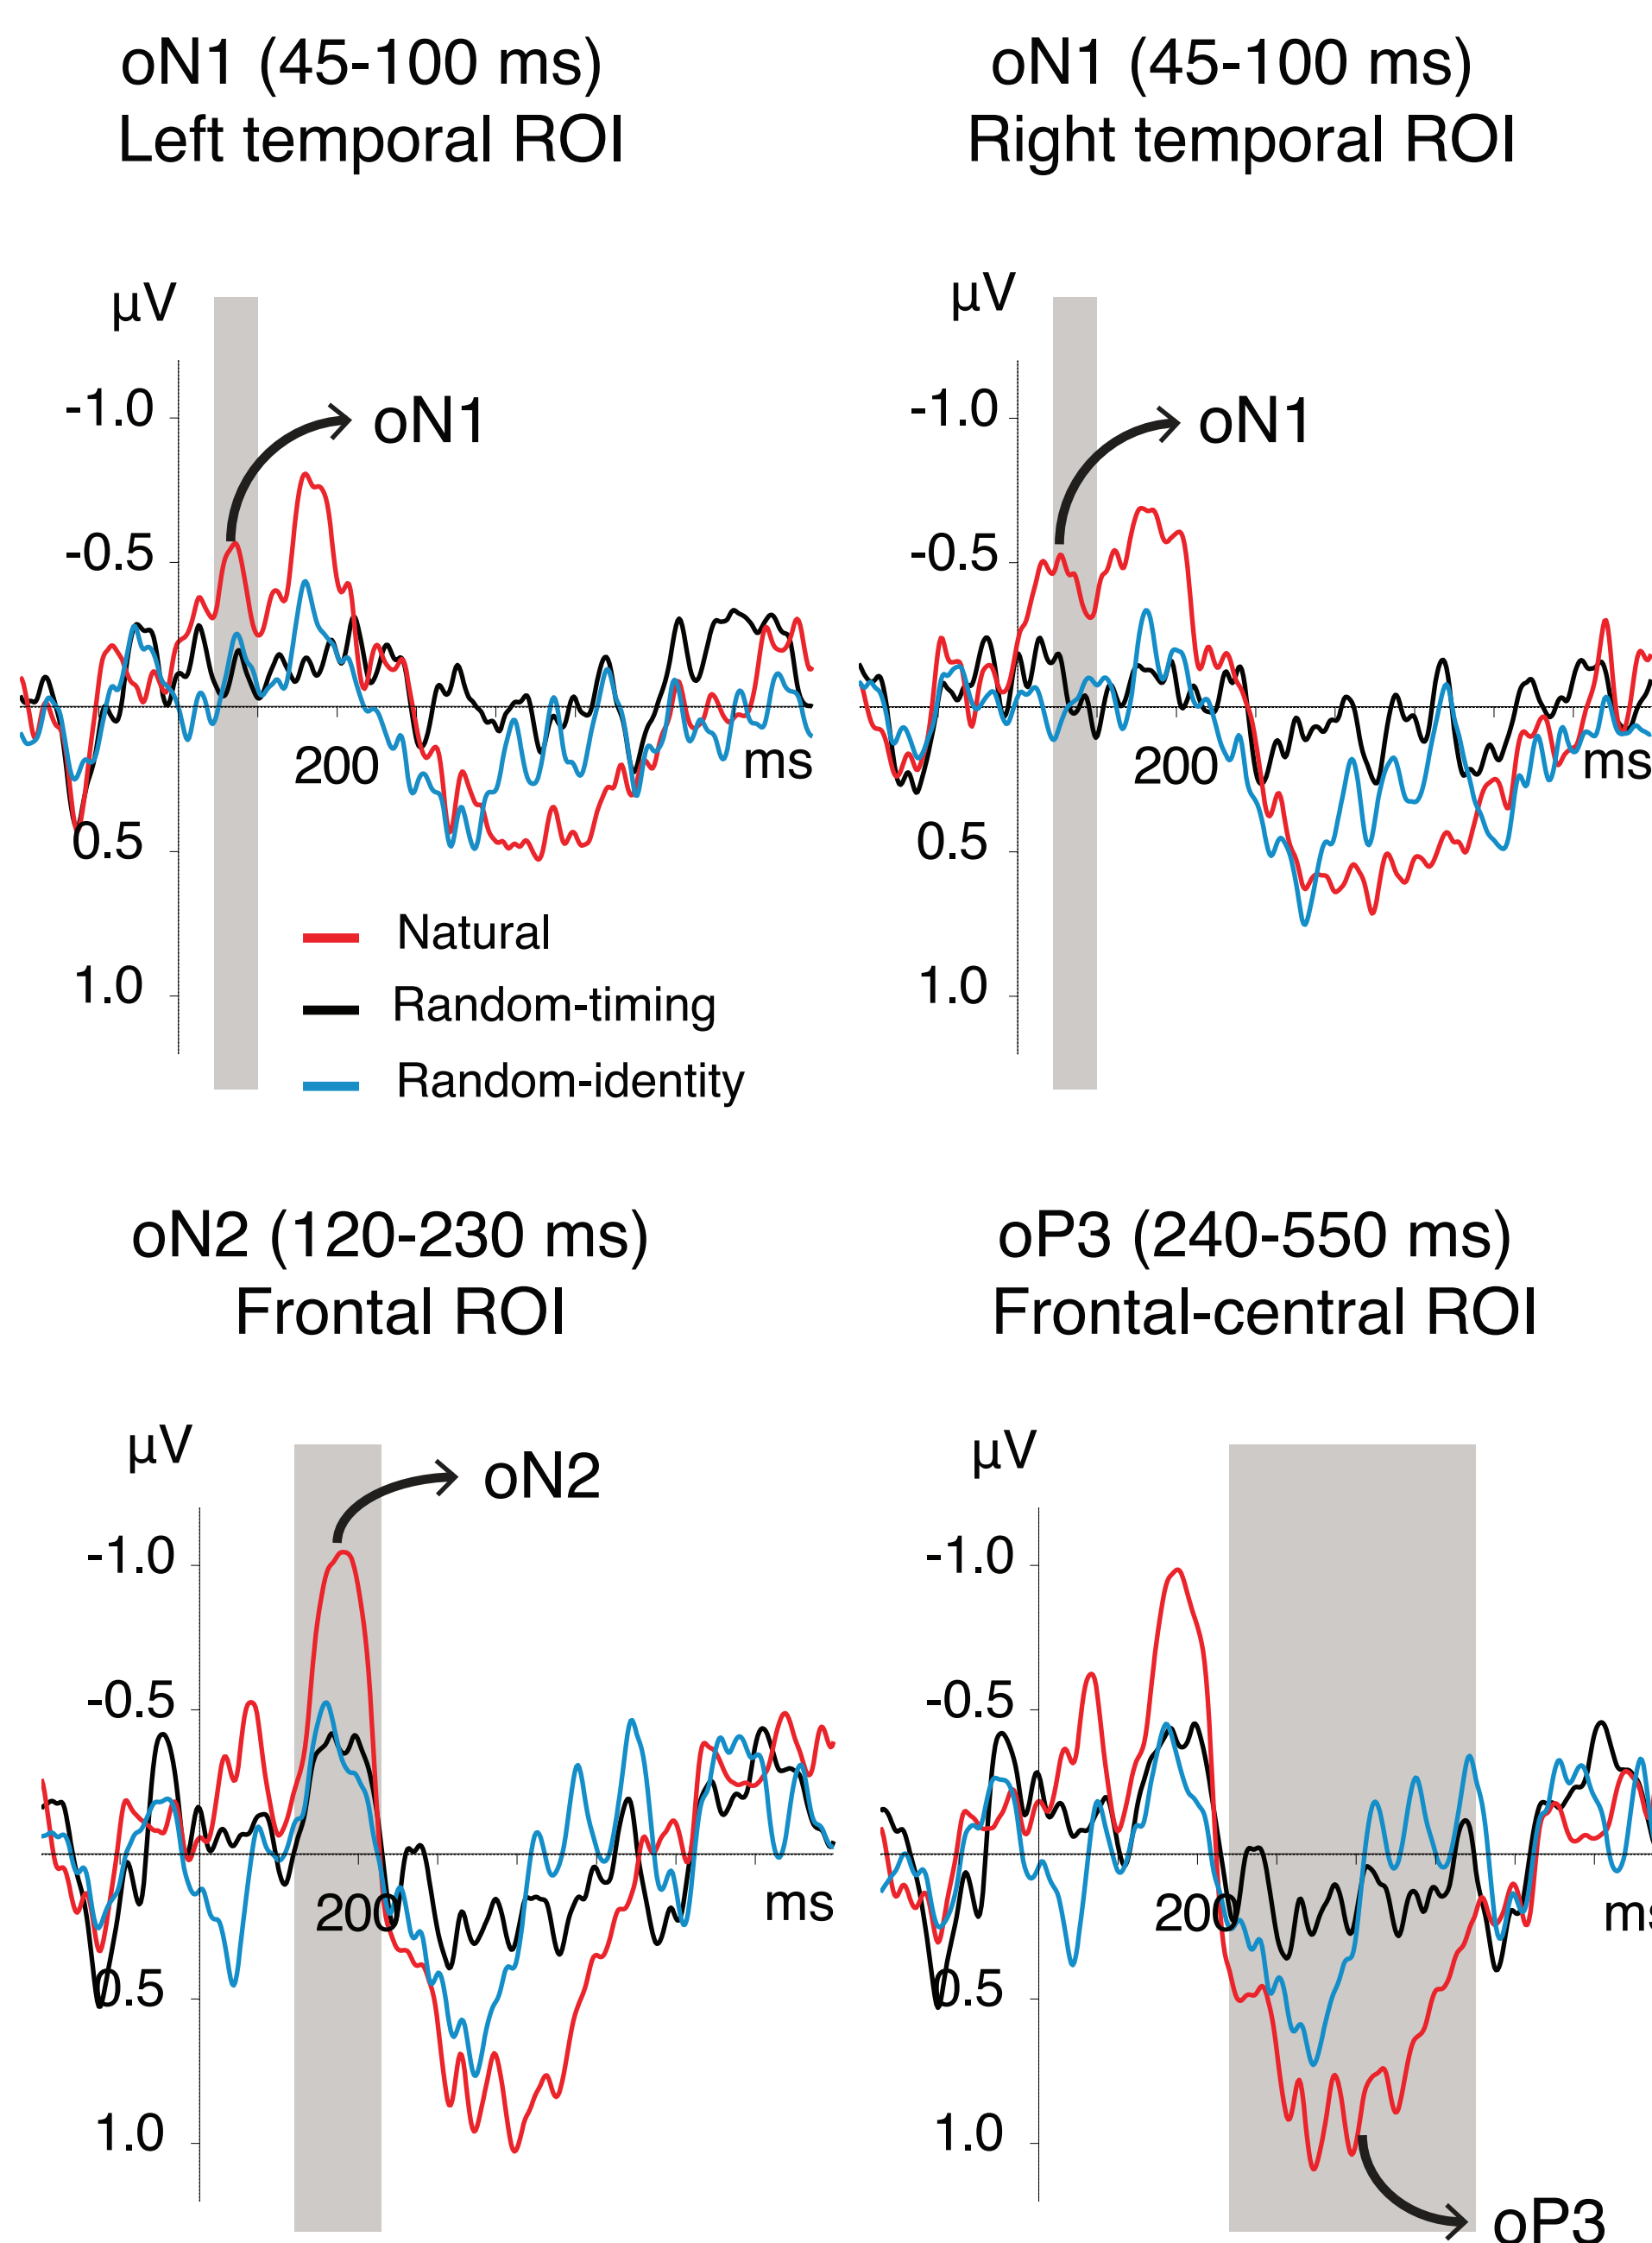 oN1 (45-100 ms)
Left temporal ROI
oN1 (45-100 ms)
Right temporal ROI
µV
-1.0
-0.5
0.5
1.0
oN1
200
ms
Natural
Random-timing
Random-identity
µV
-1.0
-0.5
0.5
1.0
oN1
200
ms
oN2 (120-230 ms)
Frontal ROI
oP3 (240-550 ms)
Frontal-central ROI
µV
-1.0
-0.5
0.5
1.0
oN2
200
ms
µV
-1.0
-0.5
0.5
1.0
200
ms
oP3